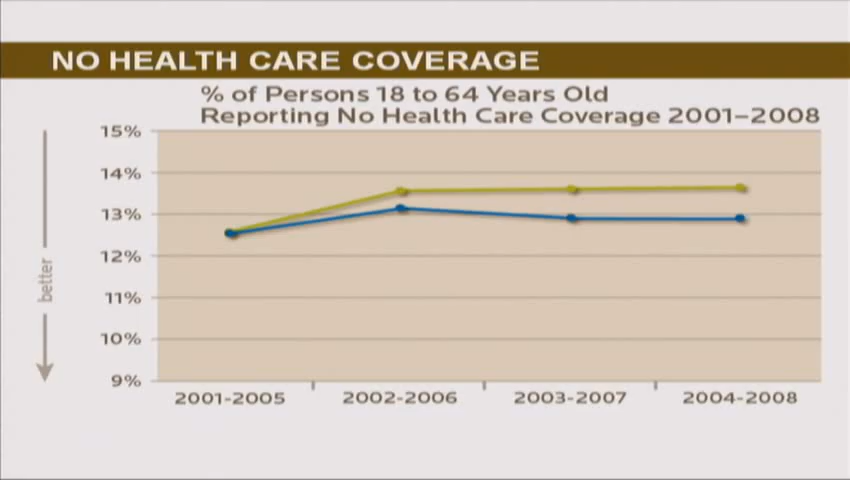 NO HEALTH CARE COVERAGE
% of Persons 18 to 64 Years Old
Reporting No Health Care Coverage 2001–2008
15%
14%
13%
12%
11%
10%
9%
better
2001-2005 2002-2006 2003-2007 2004-2008